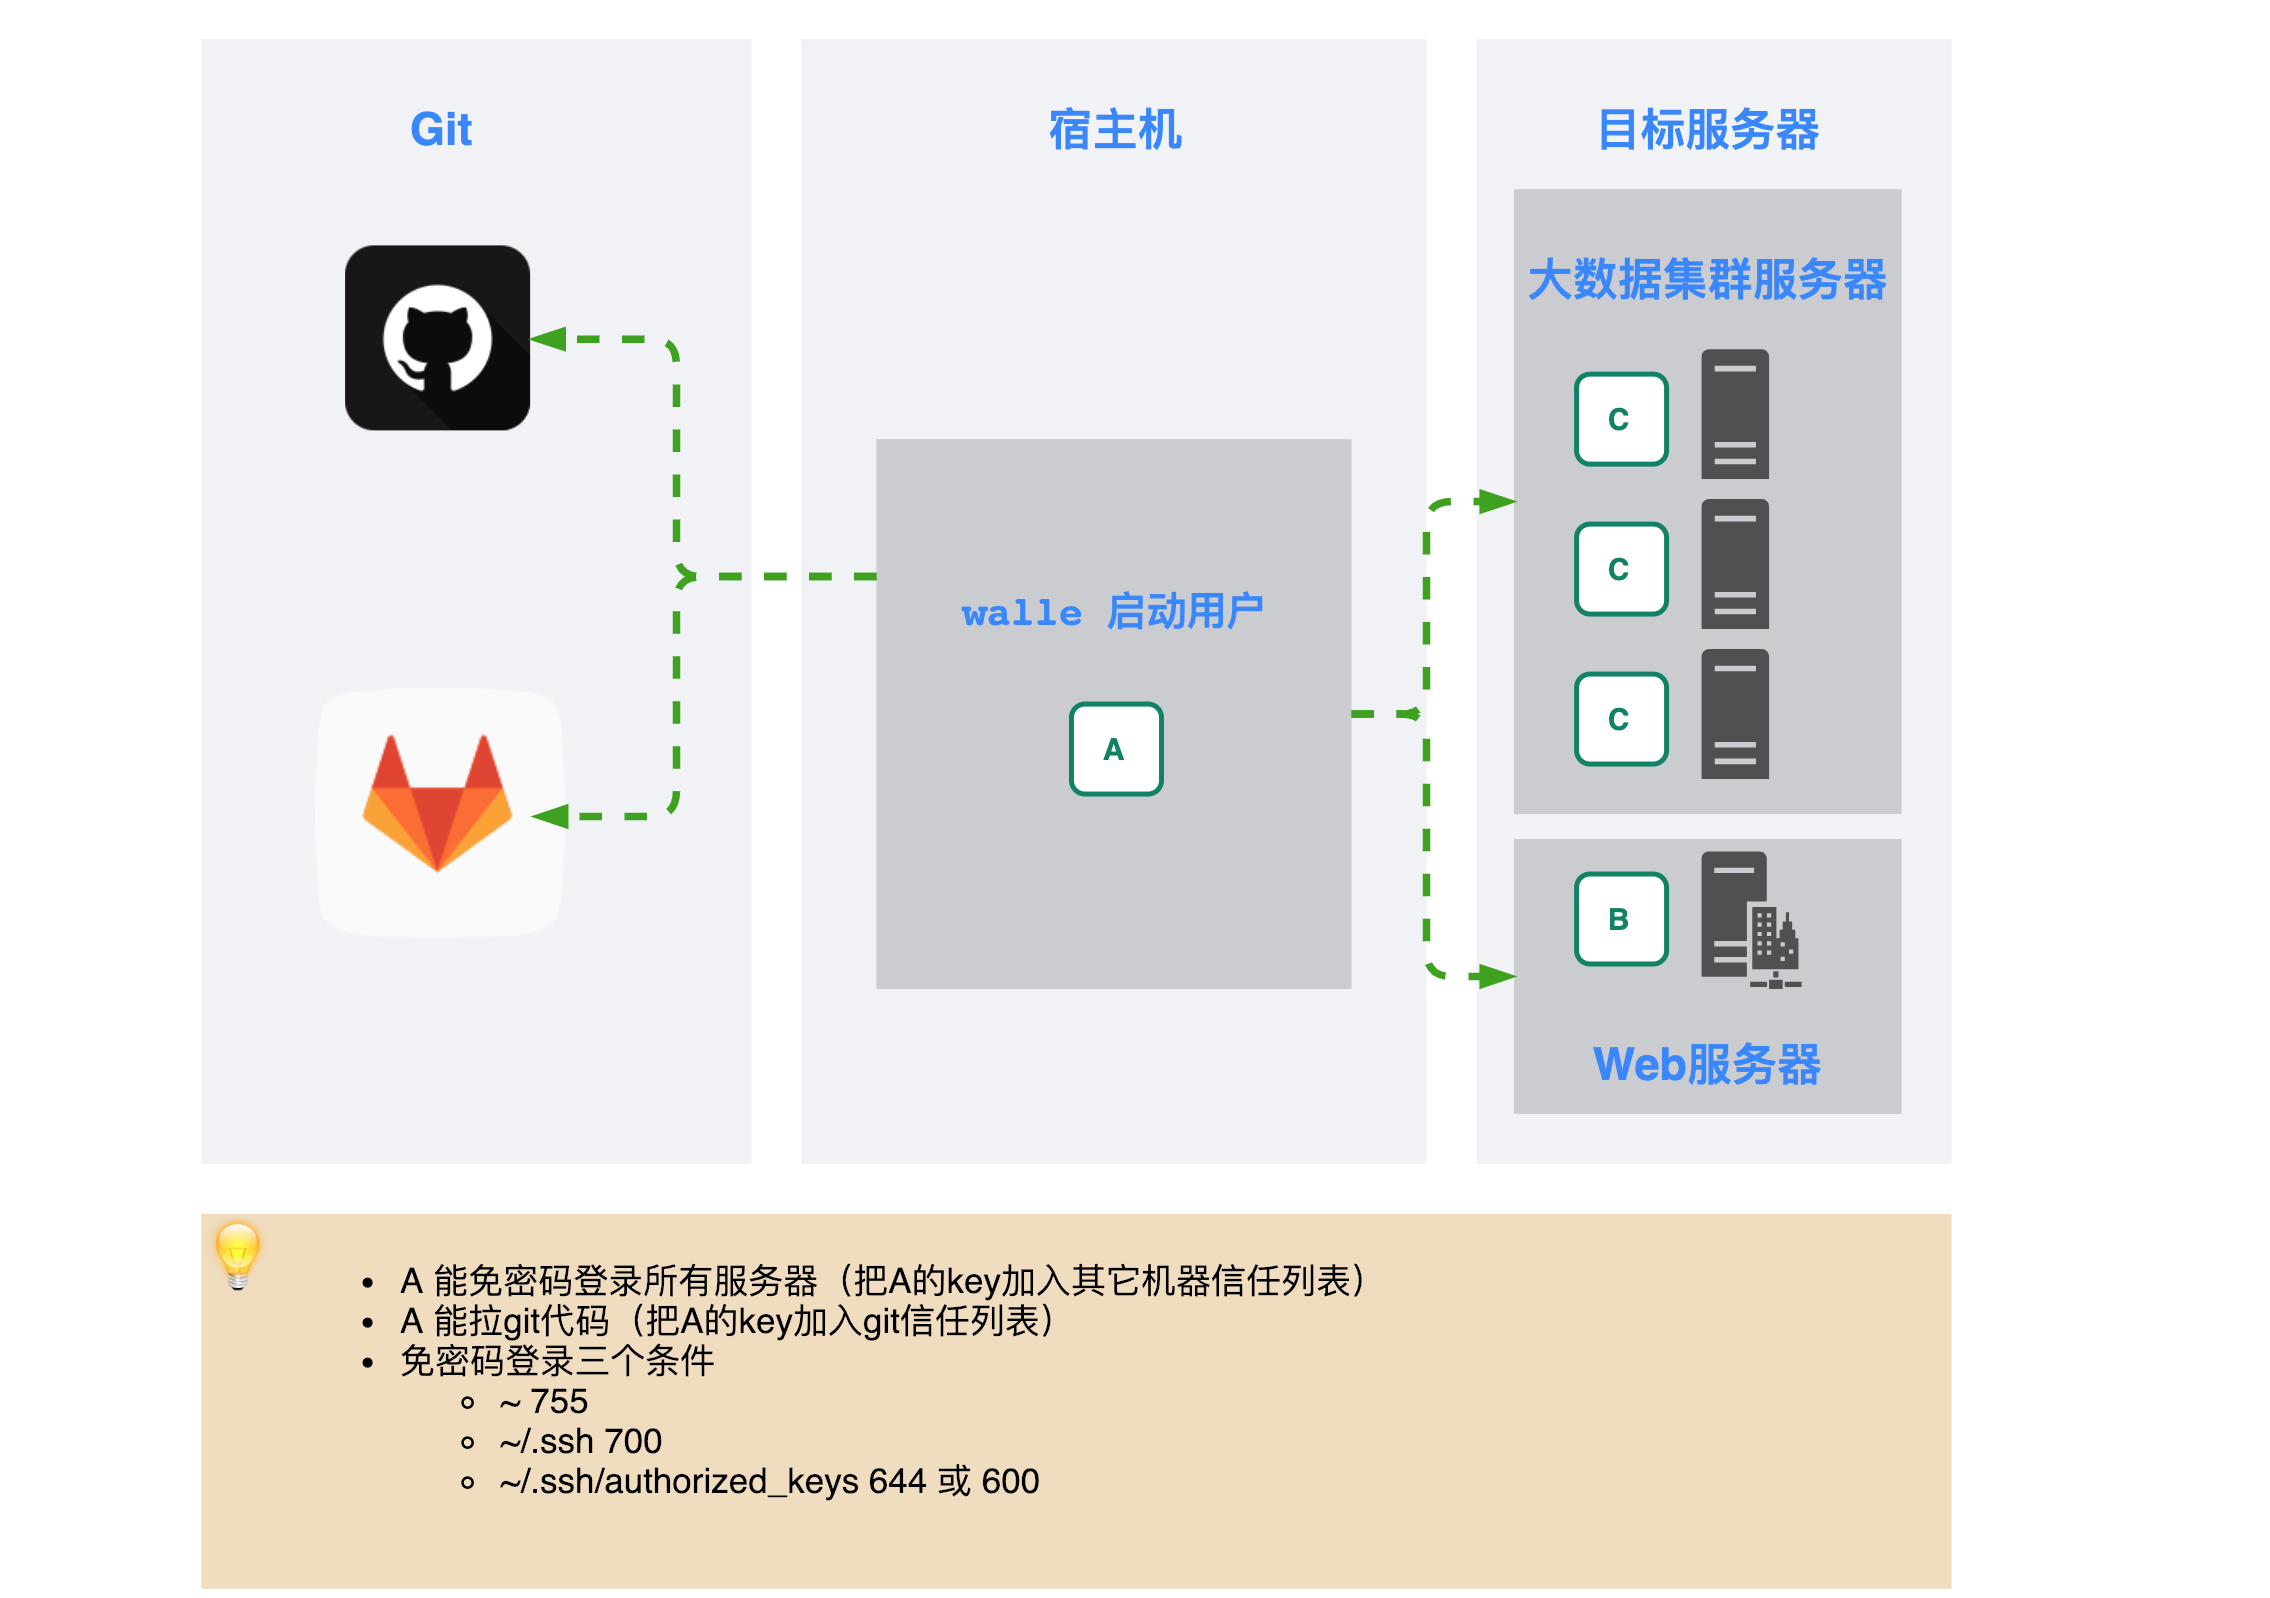 Git
宿主机
目标服务器
大数据集群服务器
C
C
C
walle 启动用户
A
B
Web服务器
A 能免密码登录所有服务器（把A的key加入其它机器信任列表）
A 能拉git代码（把A的key加入git信任列表）
免密码登录三个条件
~ 755
~/.ssh 700
~/.ssh/authorized_keys 644 或 600